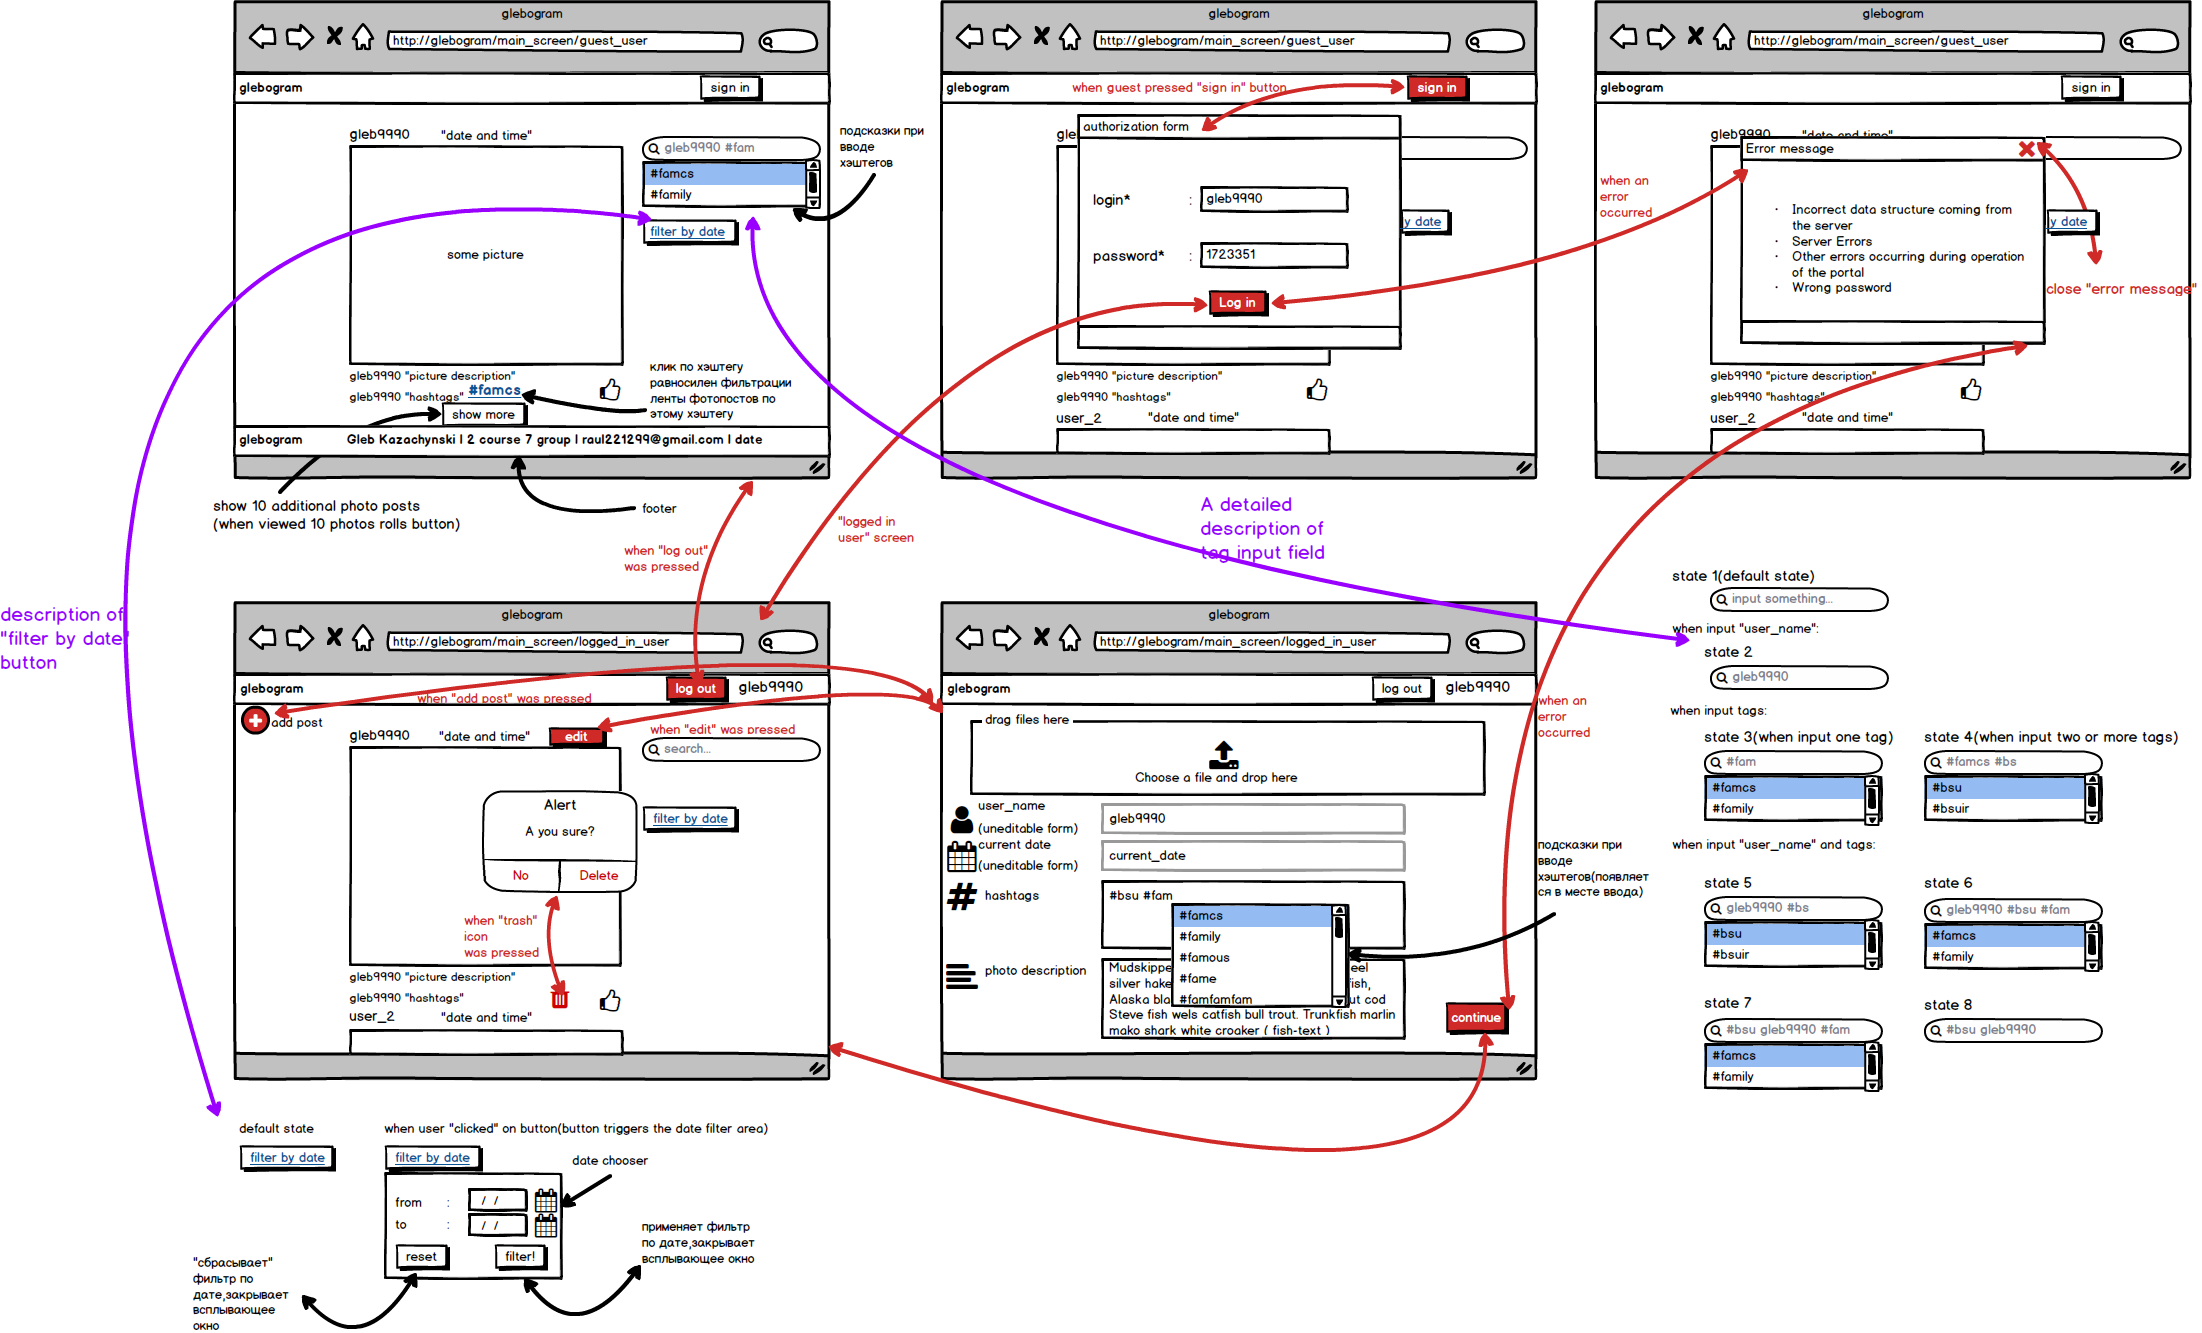 glebogram
http://glebogram/main_screen/guest_user
glebogram
sign in
gleb9990 "date and time"
gleb9990 #fam
#famcs
#family
filter by date
подсказки при
вводе
хэштегов
some picture
gleb9990 "picture description"
gleb9990 "hashtags" #famcs
show more
клик по хэштегу
равносилен фильтрации
ленты фотопостов по
этому хэштегу
glebogram Gleb Kazachynski | 2 course 7 group | raul221299@gmail.com | date
show 10 additional photo posts
(when viewed 10 photos rolls button)
footer
glebogram
http://glebogram/main_screen/guest_user
glebogram
when guest pressed "sign in" button
sign in
gle
authorization form
login* : gleb9990
password* : 1723351
Log in
y date
gleb9990 "picture description"
gleb9990 "hashtags"
user_2 "date and time"
glebogram
http://glebogram/main_screen/guest_user
glebogram
sign in
gleb9990 "date and time"
Error message
when an
error
occurred
· Incorrect data structure coming from
the server
· Server Errors
· Other errors occurring during operation
of the portal
· Wrong password
y date
close "error message"
gleb9990 "picture description"
gleb9990 "hashtags"
user_2 "date and time"
when "log out"
was pressed
"logged in
user" screen
A detailed
description of
tag input field
description of
"filter by date"
button
glebogram
http://glebogram/main_screen/logged_in_user
glebogram
log out
gleb9990
when "add post" was pressed
add post
gleb9990 "date and time"
edit
when "edit" was pressed
search...
filter by date
Alert
A you sure?
No
Delete
when "trash"
icon
was pressed
gleb9990 "picture description"
gleb9990 "hashtags"
user_2 "date and time"
glebogram
http://glebogram/main_screen/logged_in_user
glebogram
log out
gleb9990
drag files here
Choose a file and drop here
user_name
(uneditable form)
gleb9990
current date
(uneditable form)
current_date
hashtags
#bsu #fam
#famcs
#family
#famous
#fame
#famfamfam
photo description
Mudskippe eel
silver hake fish,
Alaska bla ut cod
Steve fish wels catfish bull trout. Trunkfish marlin
mako shark white croaker ( fish-text )
continue
when an
error
occurred
подсказки при
вводе
хэштегов(появляет
ся в месте ввода)
state 1(default state)
input something...
when input "user_name":
state 2
gleb9990
when input tags:
state 3(when input one tag)
#fam
#famcs
#family
state 4(when input two or more tags)
#famcs #bs
#bsu
#bsuir
when input "user_name" and tags:
state 5
gleb9990 #bs
#bsu
#bsuir
state 6
gleb9990 #bsu #fam
#famcs
#family
state 7
#bsu gleb9990 #fam
#famcs
#family
state 8
#bsu gleb9990
default state
filter by date
when user "clicked" on button(button triggers the date filter area)
filter by date
date chooser
from : / /
to : / /
reset
filter!
применяет фильтр
по дате,закрывает
всплывающее окно
"сбрасывает"
фильтр по
дате,закрывает
всплывающее
окно